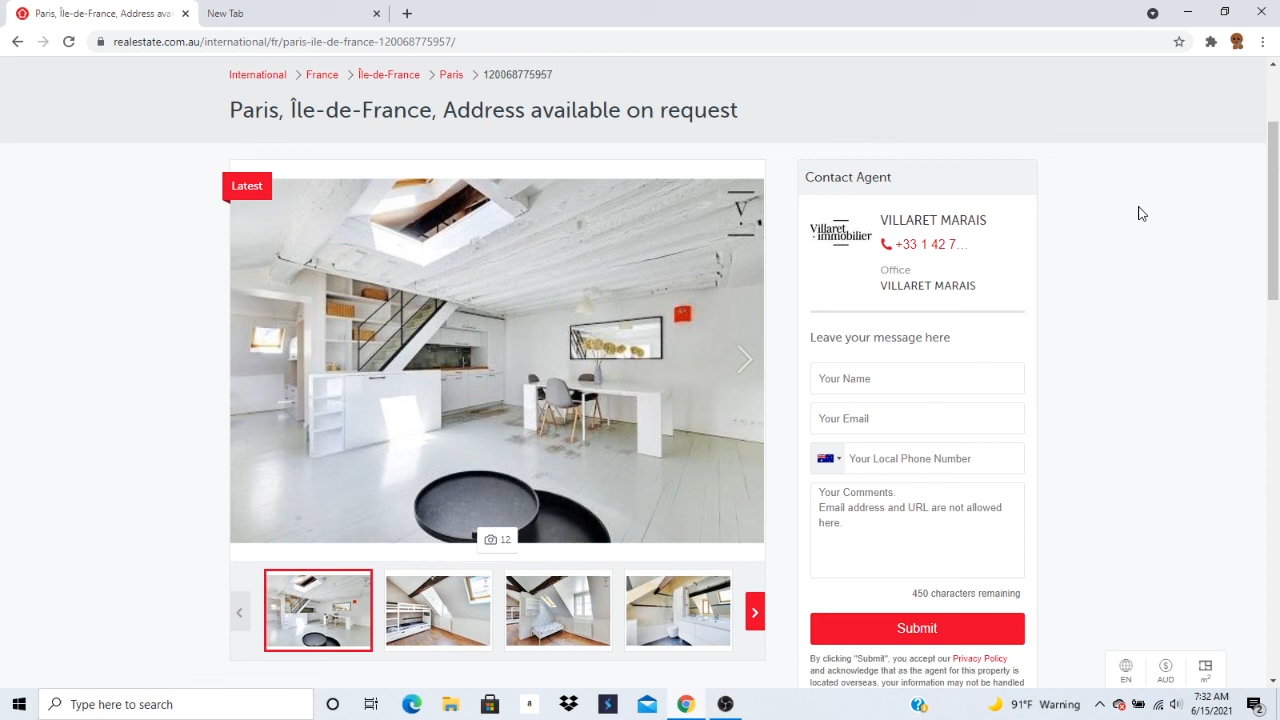 Paris, Île-de-France, Address ava
New Tab
realestate.com.au/international/fr/paris-ile-de-france-120068775957/
International > France > Île-de-France > Paris > 120068775957
Paris, Île-de-France, Address available on request
Latest
V
12
Contact Agent
Villaret immobilier
VILLARET MARAIS
+33 1 42 7...
Office
VILLARET MARAIS
Leave your message here
Your Name
Your Email
Your Local Phone Number
Your Comments.
Email address and URL are not allowed
here.
450 characters remaining
Submit
By clicking "Submit", you accept our Privacy Policy
and acknowledge that as the agent for this property is
located overseas, your information may not be handled
EN
AUD
m²
Type here to search
a
91°F Warning
7:32 AM
6/15/2021
2